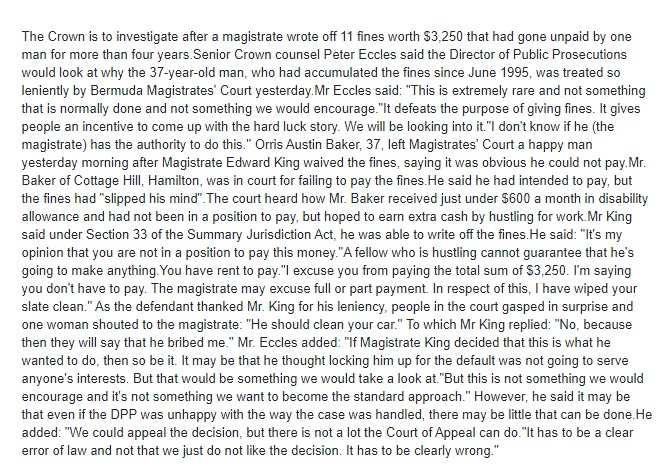 The Crown is to investigate after a magistrate wrote off 11 fines worth $3,250 that had gone unpaid by one
man for more than four years.Senior Crown counsel Peter Eccles said the Director of Public Prosecutions
would look at why the 37-year-old man, who had accumulated the fines since June 1995, was treated so
leniently by Bermuda Magistrates' Court yesterday.Mr Eccles said: "This is extremely rare and not something
that is normally done and not something we would encourage."It defeats the purpose of giving fines. It gives
people an incentive to come up with the hard luck story. We will be looking into it."I don't know if he (the
magistrate) has the authority to do this." Orris Austin Baker, 37, left Magistrates' Court a happy man
yesterday morning after Magistrate Edward King waived the fines, saying it was obvious he could not pay.Mr.
Baker of Cottage Hill, Hamilton, was in court for failing to pay the fines.He said he had intended to pay, but
the fines had "slipped his mind".The court heard how Mr. Baker received just under $600 a month in disability
allowance and had not been in a position to pay, but hoped to earn extra cash by hustling for work.Mr King
said under Section 33 of the Summary Jurisdiction Act, he was able to write off the fines.He said: "It's my
opinion that you are not in a position to pay this money."A fellow who is hustling cannot guarantee that he's
going to make anything.You have rent to pay."I excuse you from paying the total sum of $3,250. I'm saying
you don't have to pay. The magistrate may excuse full or part payment. In respect of this, I have wiped your
slate clean." As the defendant thanked Mr. King for his leniency, people in the court gasped in surprise and
one woman shouted to the magistrate: "He should clean your car." To which Mr King replied: "No, because
then they will say that he bribed me." Mr. Eccles added: "If Magistrate King decided that this is what he
wanted to do, then so be it. It may be that he thought locking him up for the default was not going to serve
anyone's interests. But that would be something we would take a look at."But this is not something we would
encourage and it's not something we want to become the standard approach." However, he said it may be
that even if the DPP was unhappy with the way the case was handled, there may be little that can be done.He
added: "We could appeal the decision, but there is not a lot the Court of Appeal can do."It has to be a clear
error of law and not that we just do not like the decision. It has to be clearly wrong."